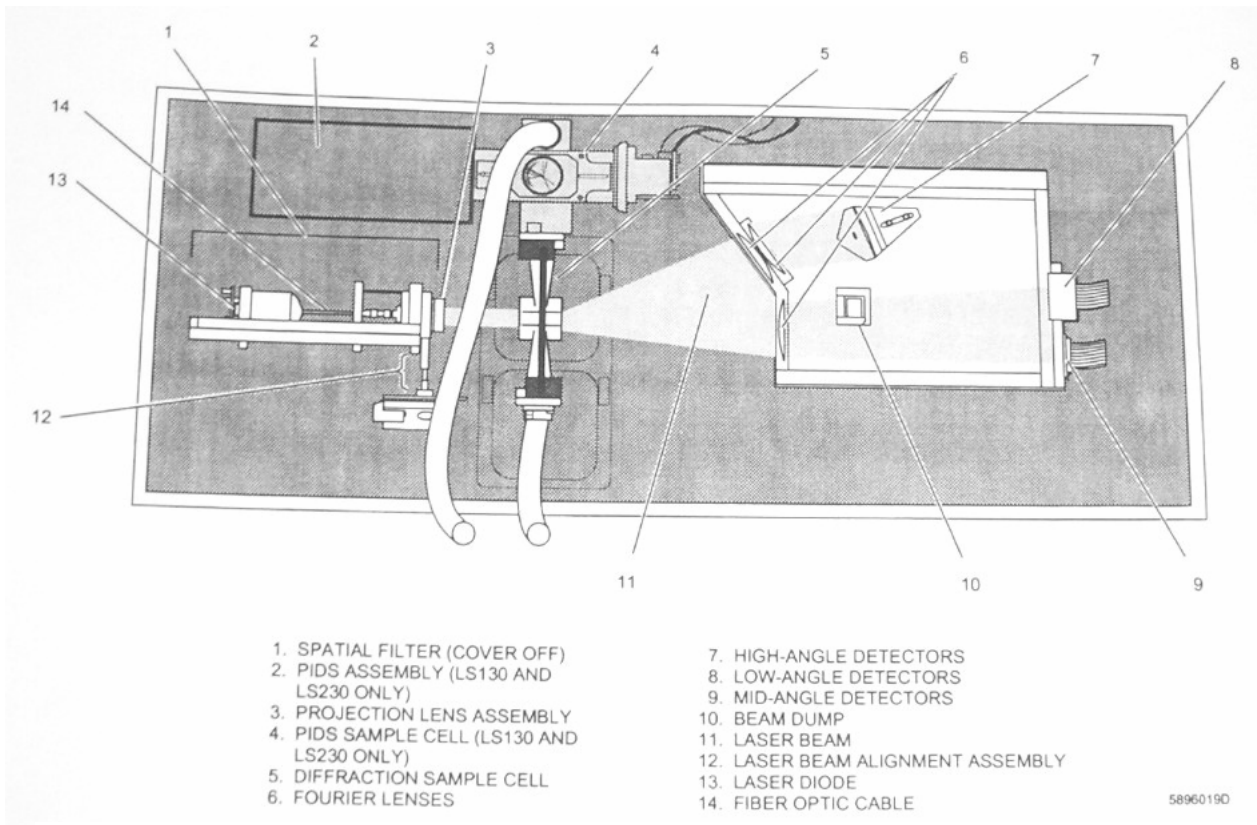 1
2
3
4
5
6
7
8
14
13
12
11
10
9
1. SPATIAL FILTER (COVER OFF)
2. PIDS ASSEMBLY (LS130 AND
LS230 ONLY)
3. PROJECTION LENS ASSEMBLY
4. PIDS SAMPLE CELL (LS130 AND
LS230 ONLY)
5. DIFFRACTION SAMPLE CELL
6. FOURIER LENSES
7. HIGH-ANGLE DETECTORS
8. LOW-ANGLE DETECTORS
9. MID-ANGLE DETECTORS
10. BEAM DUMP
11. LASER BEAM
12. LASER BEAM ALIGNMENT ASSEMBLY
13. LASER DIODE
14. FIBER OPTIC CABLE
5896019D